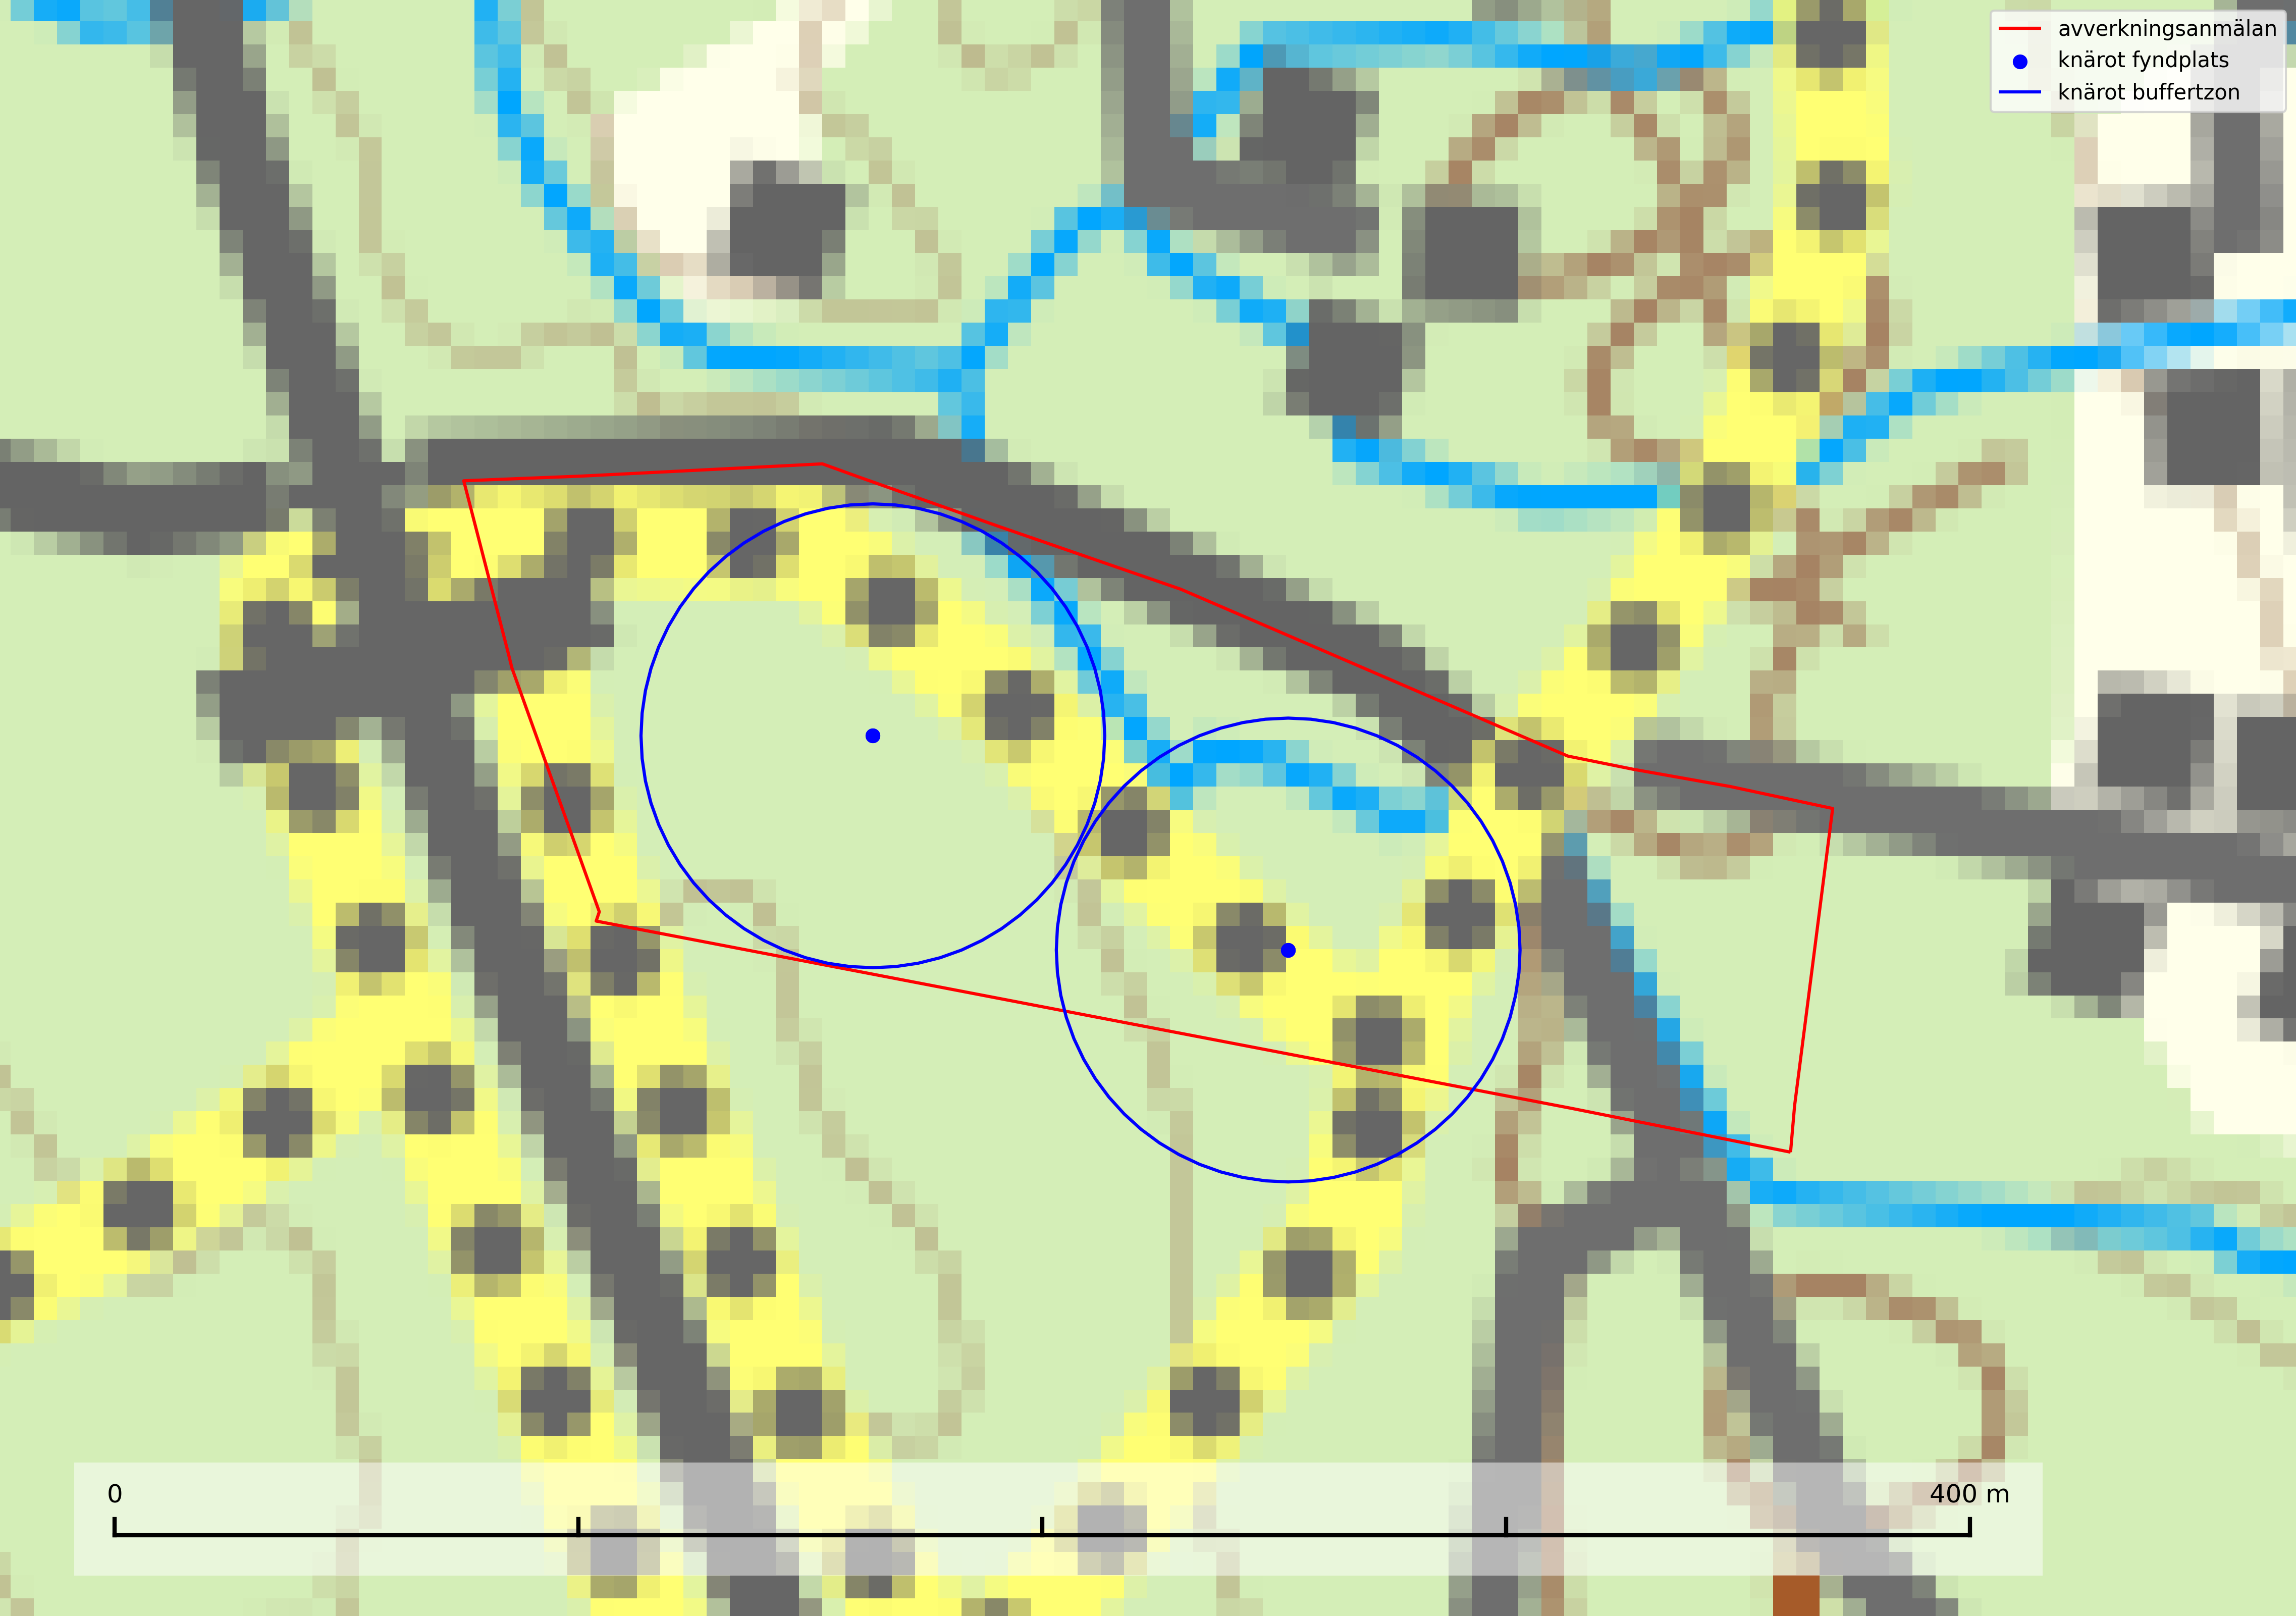 avverkningsanmälan
knärot fyndplats
knärot buffertzon
0
400 m